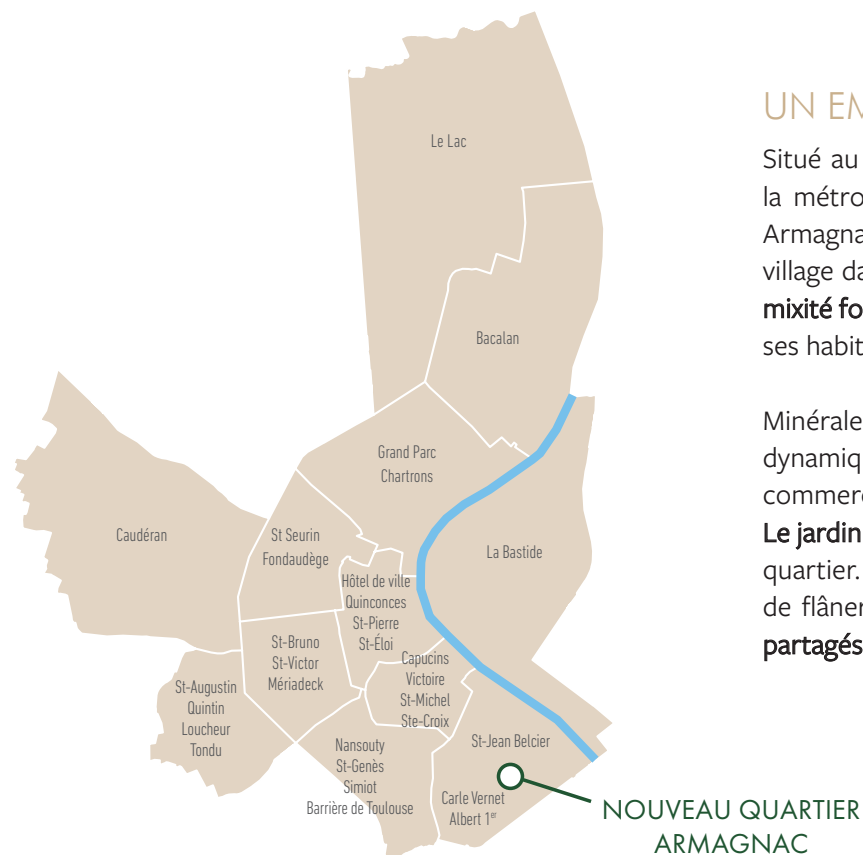 Le Lac
Bacalan
Grand Parc
Chartrons
Caudéran
St Seurin
Fondaudège
La Bastide
Hôtel de ville
Quinconces
St-Pierre
St-Éloi
St-Bruno
St-Victor
Mériadeck
Capucins
Victoire
St-Michel
Ste-Croix
St-Augustin
Quintin
Loucheur
Tondu
Nansouty
St-Genès
Simiot
Barrière de Toulouse
St-Jean Belcier
Carle Vernet
Albert 1er
NOUVEAU QUARTIER
ARMAGNAC
UN EM
Situé au
la métro
Armagna
village da
mixité fo
ses habit
Minérale
dynamiq
commerc
Le jardin
quartier.
de flâner
partagés